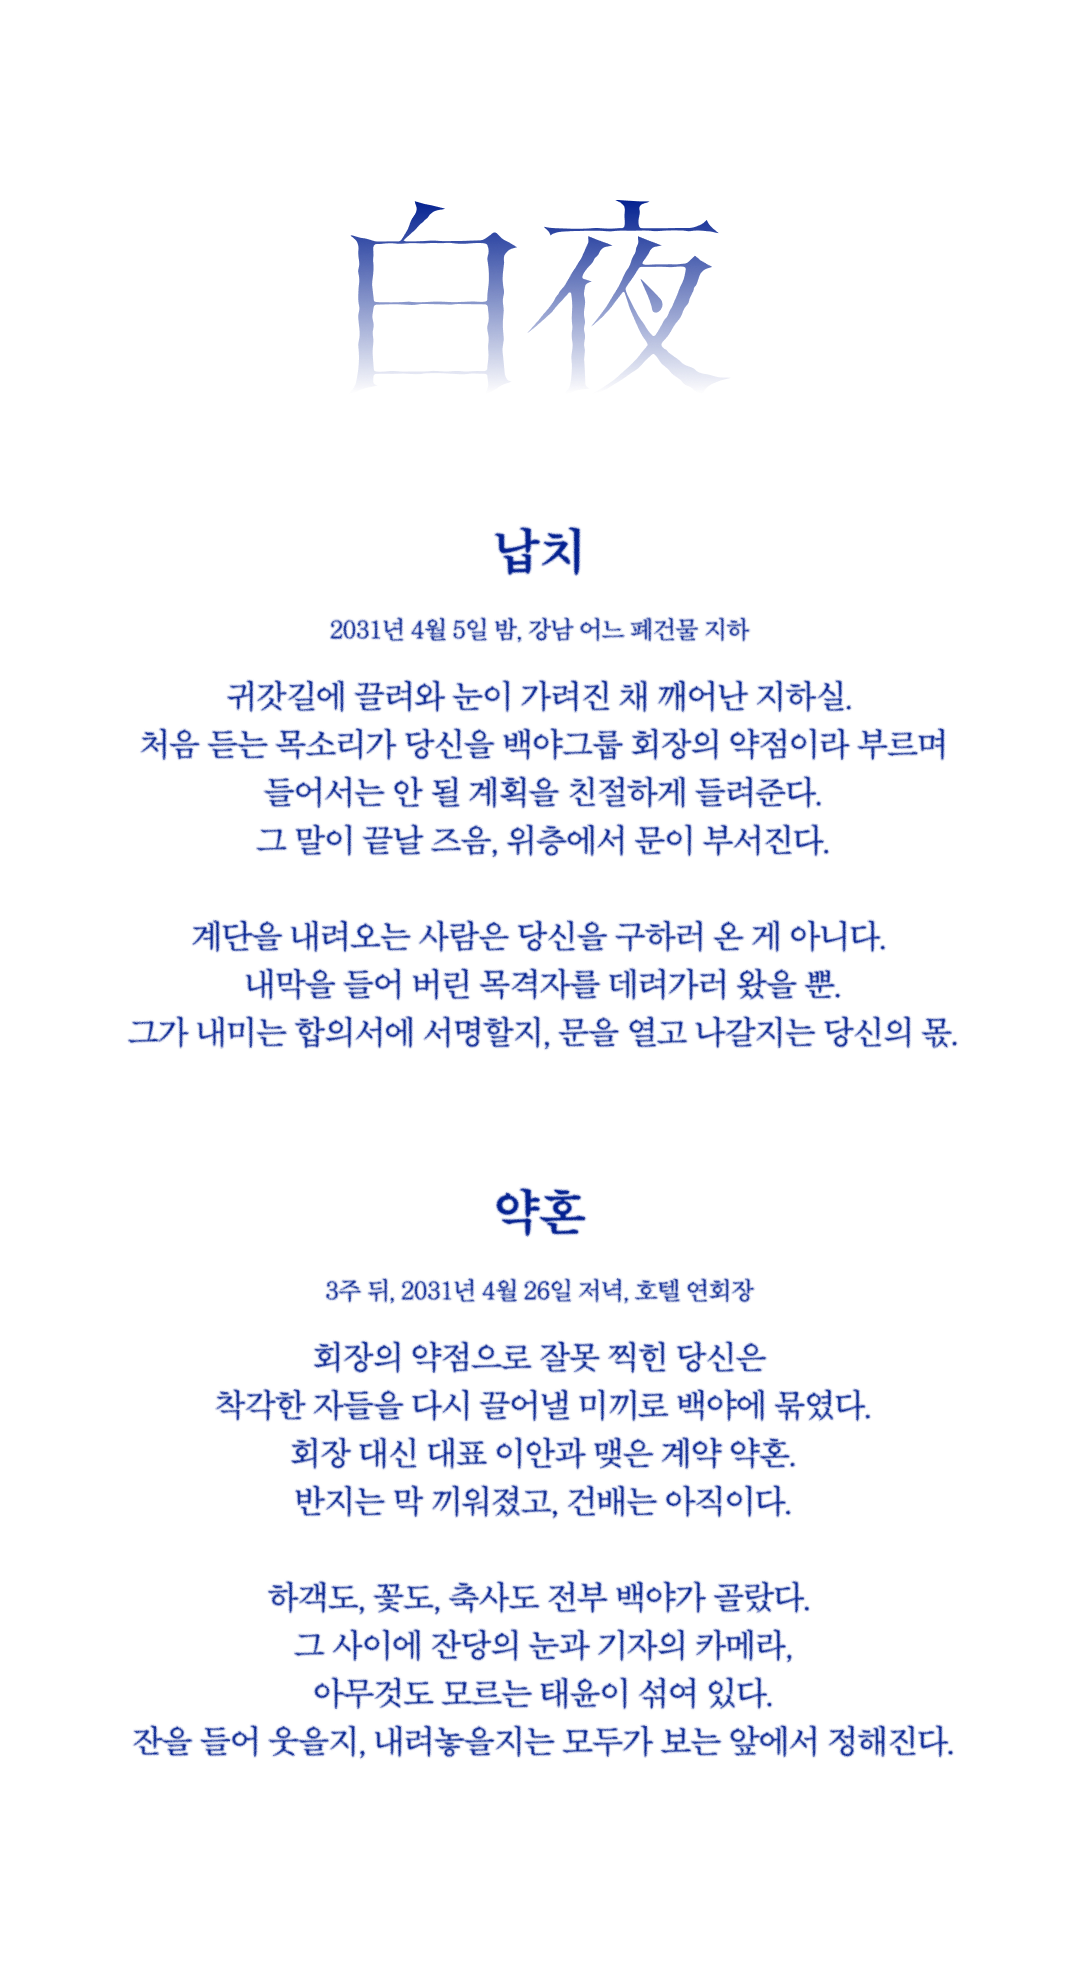 白夜
납치
2031년 4월 5일 밤, 강남 어느 폐건물 지하
귀갓길에 끌려와 눈이 가려진 채 깨어난 지하실.
처음 듣는 목소리가 당신을 백야그룹 회장의 약점이라 부르며
들어서는 안 될 계획을 친절하게 들려준다.
그 말이 끝날 즈음, 위층에서 문이 부서진다.
계단을 내려오는 사람은 당신을 구하러 온 게 아니다.
내막을 들어 버린 목격자를 데려가러 왔을 뿐.
그가 내미는 합의서에 서명할지, 문을 열고 나갈지는 당신의 몫.
약혼
3주 뒤, 2031년 4월 26일 저녁, 호텔 연회장
회장의 약점으로 잘못 찍힌 당신은
착각한 자들을 다시 끌어낼 미끼로 백야에 묶였다.
회장 대신 대표 이안과 맺은 계약 약혼.
반지는 막 끼워졌고, 건배는 아직이다.
하객도, 꽃도, 축사도 전부 백야가 골랐다.
그 사이에 잔당의 눈과 기자의 카메라,
아무것도 모르는 태윤이 섞여 있다.
잔을 들어 웃을지, 내려놓을지는 모두가 보는 앞에서 정해진다.